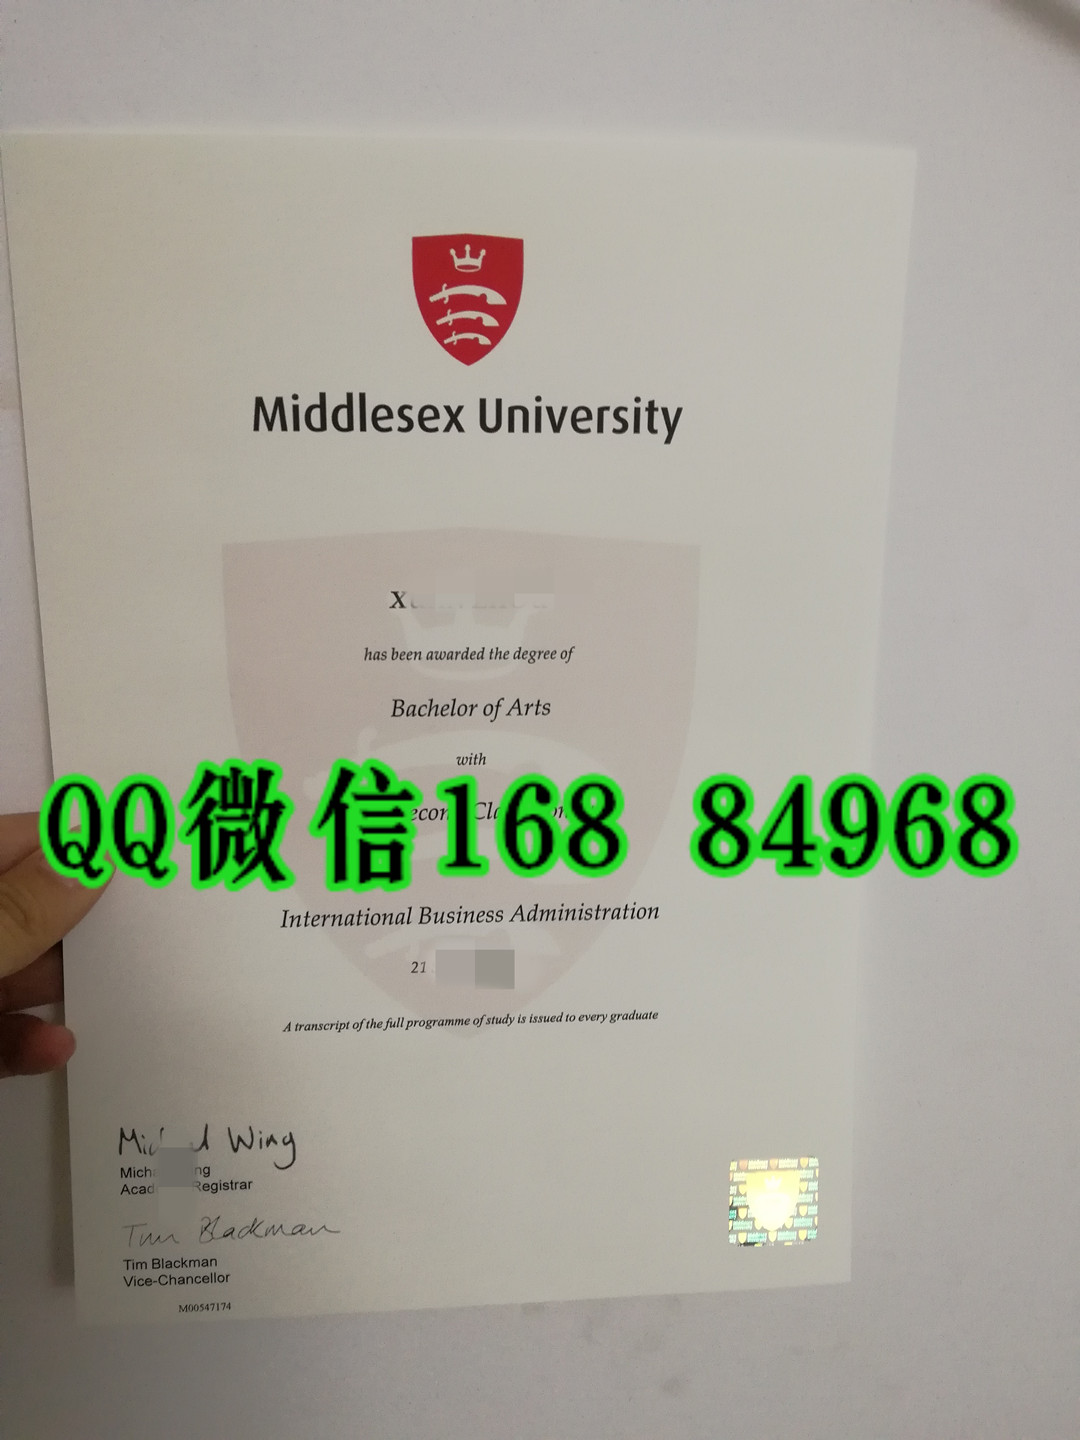 Middlesex University
has been awarded the degree of
Bachelor of Arts
with
QQ微信168 84968
International Business Administration
21
A transcript of the full programme of study is issued to every graduate
Wing
Registrar
Tim Blackman
Tim Blackman
Vice-Chancellor
M00547174